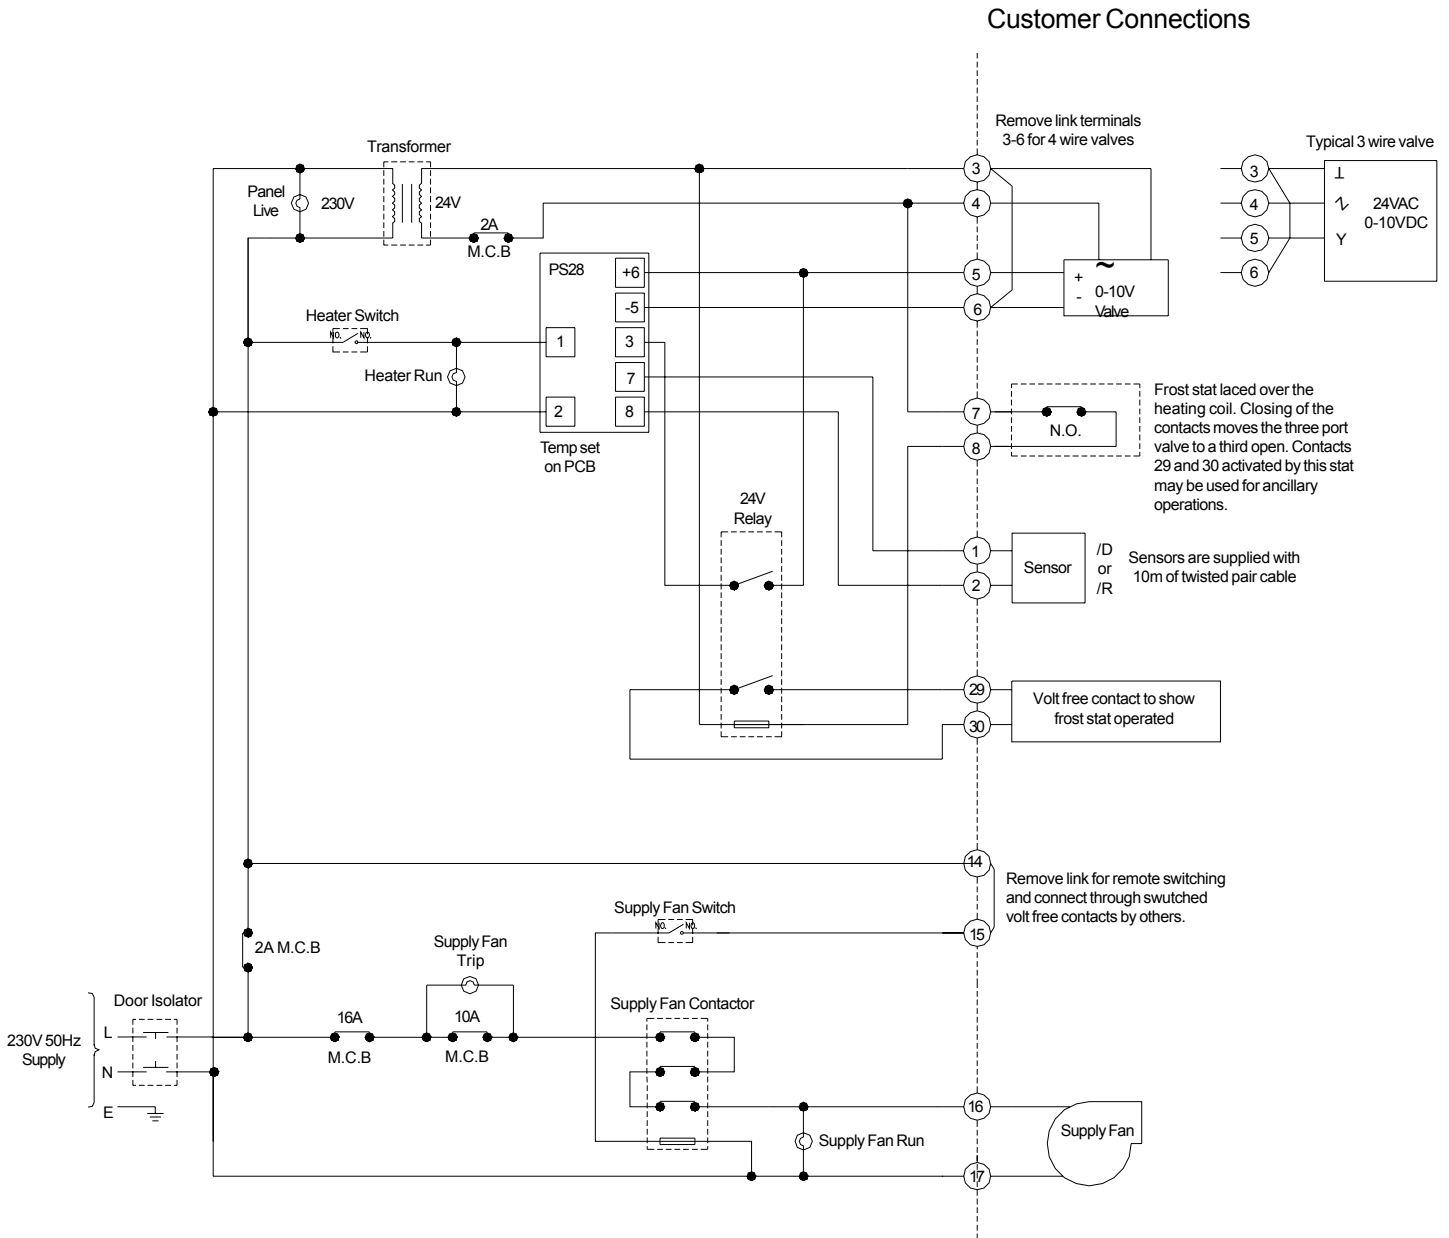 Customer Connections
Remove link terminals
3-6 for 4 wire valves
Typical 3 wire valve
Transformer
Panel
Live
230V
24V
2A
M.C.B
3
4
3
4
5
6
⊥
24VAC
0-10VDC
Y
PS28
+6
-5
1
3
7
2
8
Temp set
on PCB
5
6
+
-
~
0-10V
Valve
Heater Switch
NO. NO.
Heater Run
7
8
N.O.
Frost stat laced over the
heating coil. Closing of the
contacts moves the three port
valve to a third open. Contacts
29 and 30 activated by this stat
may be used for ancillary
operations.
24V
Relay
1
2
Sensor
/D
or
/R
Sensors are supplied with
10m of twisted pair cable
29
30
Volt free contact to show
frost stat operated
14
15
Remove link for remote switching
and connect through swutched
volt free contacts by others.
Supply Fan Switch
NO. NO.
2A M.C.B
Supply Fan
Trip
Door Isolator
16A
M.C.B
10A
M.C.B
Supply Fan Contactor
230V 50Hz
Supply
L
N
E
16
17
Supply Fan Run
Supply Fan